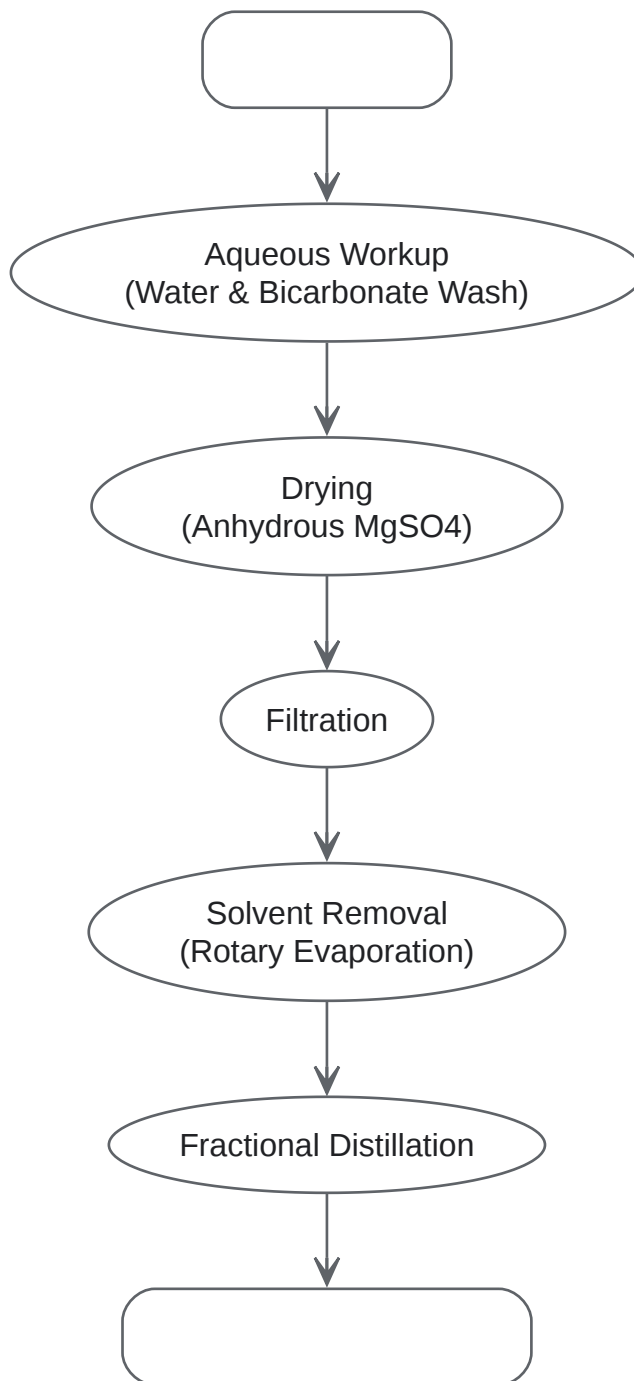 Aqueous Workup
(Water & Bicarbonate Wash)
Drying
(Anhydrous MgSO4)
Filtration
Solvent Removal
(Rotary Evaporation)
Fractional Distillation